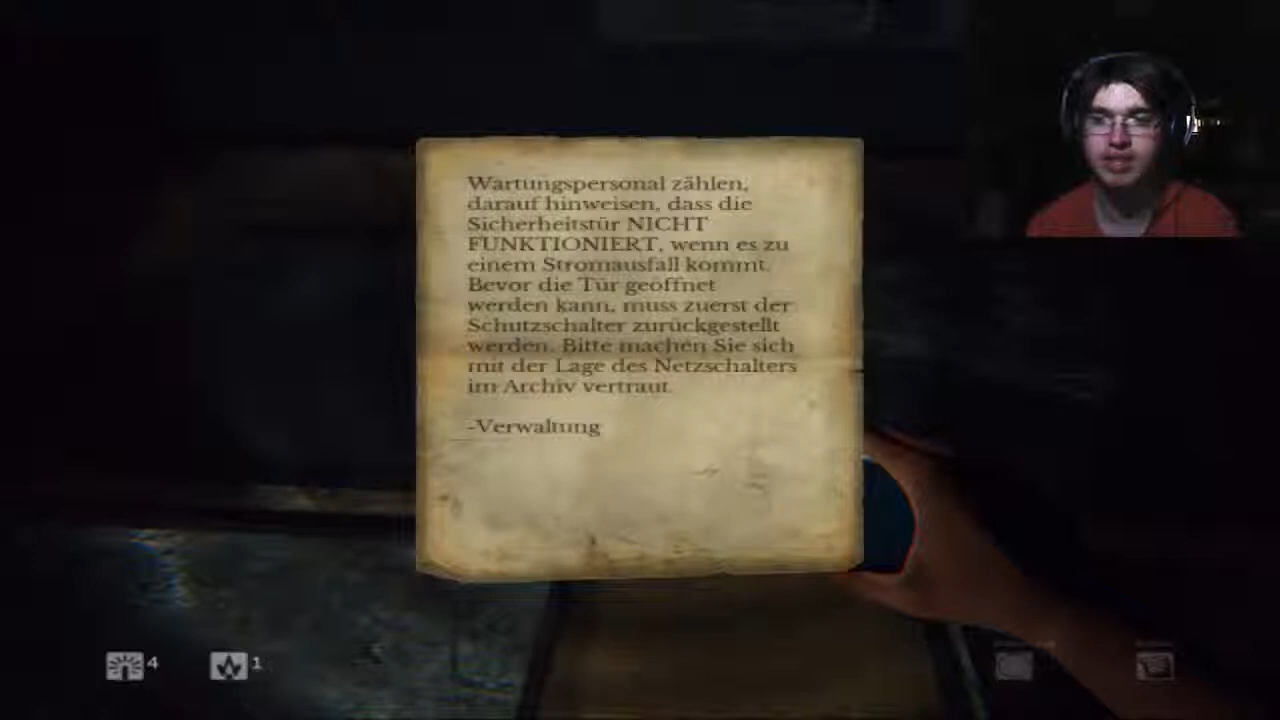 Wartungspersonal zählen,
darauf hinweisen, dass die
Sicherheitstür NICHT
FUNKTIONIERT, wenn es zu
einem Stromausfall kommt.
Bevor die Tür geöffnet
werden kann, muss zuerst der
Schutzschalter zurückgestellt
werden. Bitte machen Sie sich
mit der Lage des Netzschalters
im Archiv vertraut.
-Verwaltung
4
1